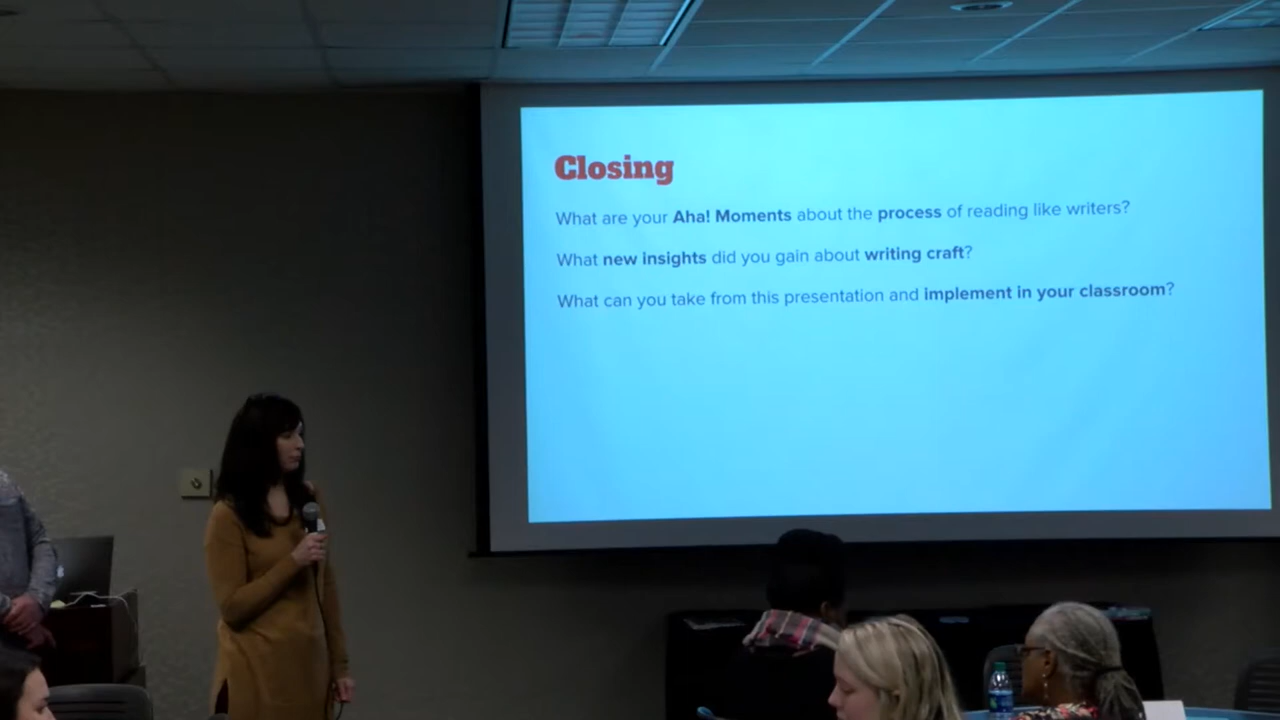 Closing
What are your Aha! Moments about the process of reading like writers?
What new insights did you gain about writing craft?
What can you take from this presentation and implement in your classroom?